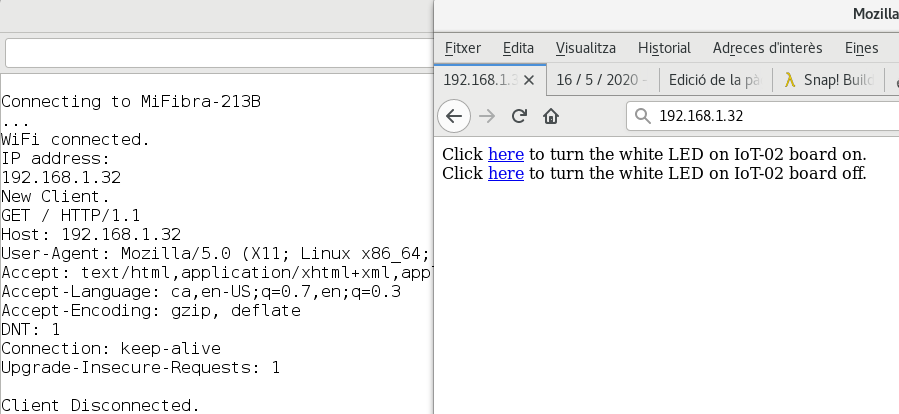 Connecting to MiFibra-213B
...
WiFi connected.
IP address:
192.168.1.32
New Client.
GET / HTTP/1.1
Host: 192.168.1.32
User-Agent: Mozilla/5.0 (X11; Linux x86_64;
Accept: text/html,application/xhtml+xml,app
Accept-Language: ca,en-US;q=0.7,en;q=0.3
Accept-Encoding: gzip, deflate
DNT: 1
Connection: keep-alive
Upgrade-Insecure-Requests: 1
Client Disconnected.
Mozilla
Fitxer Edita Visualitza Historial Adreces d'interès Eines
192.168.1.3 16 / 5 / 2020 - Edició de la pà Snap! Build
192.168.1.32
Click here to turn the white LED on IoT-02 board on.
Click here to turn the white LED on IoT-02 board off.